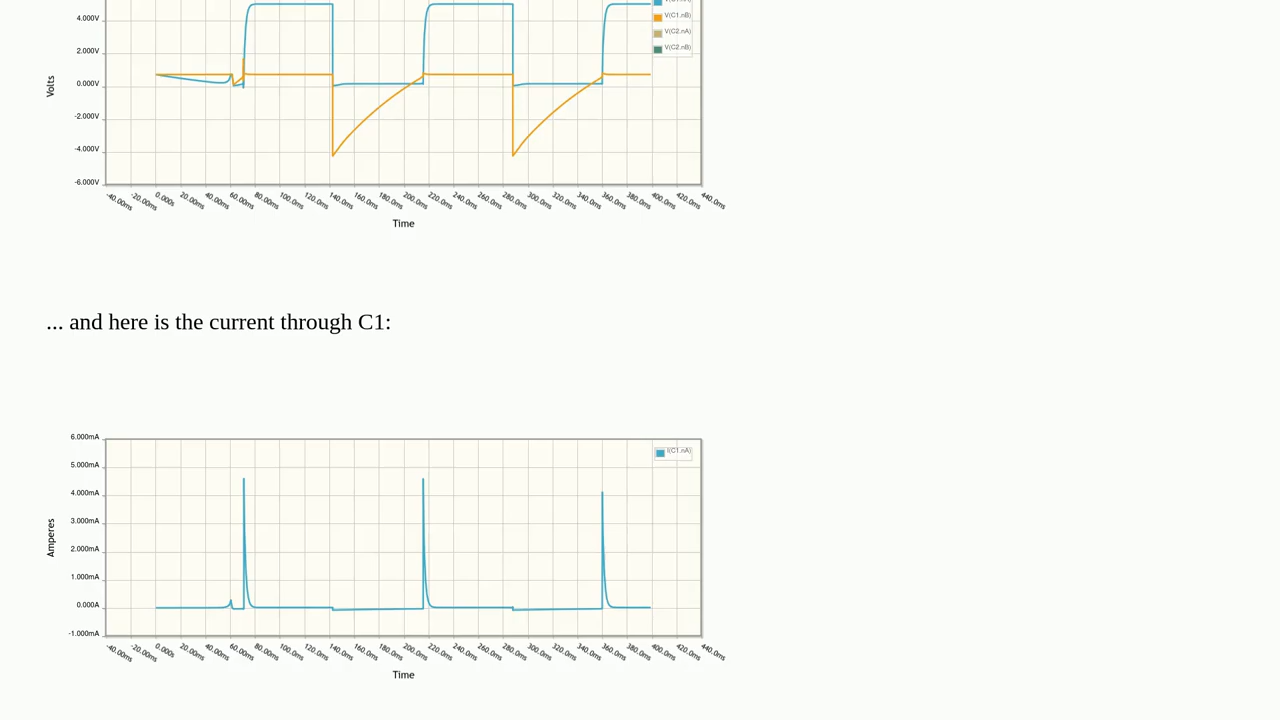 V(C1.nA)
4.000V
V(C1.nB)
V(C2.nA)
V(C2.nB)
2.000V
Volts
0.000V
-2.000V
-4.000V
-6.000V
-40.00ms -20.00ms 0.000s 20.00ms 40.00ms 60.00ms 80.00ms 100.0ms 120.0ms 140.0ms 160.0ms 180.0ms 200.0ms 220.0ms 240.0ms 260.0ms 280.0ms 300.0ms 320.0ms 340.0ms 360.0ms 380.0ms 400.0ms 420.0ms 440.0ms
Time
... and here is the current through C1:
6.000mA
I(C1.nA)
5.000mA
4.000mA
3.000mA
Amperes
2.000mA
1.000mA
0.000A
-1.000mA
-40.00ms -20.00ms 0.000s 20.00ms 40.00ms 60.00ms 80.00ms 100.0ms 120.0ms 140.0ms 160.0ms 180.0ms 200.0ms 220.0ms 240.0ms 260.0ms 280.0ms 300.0ms 320.0ms 340.0ms 360.0ms 380.0ms 400.0ms 420.0ms 440.0ms
Time